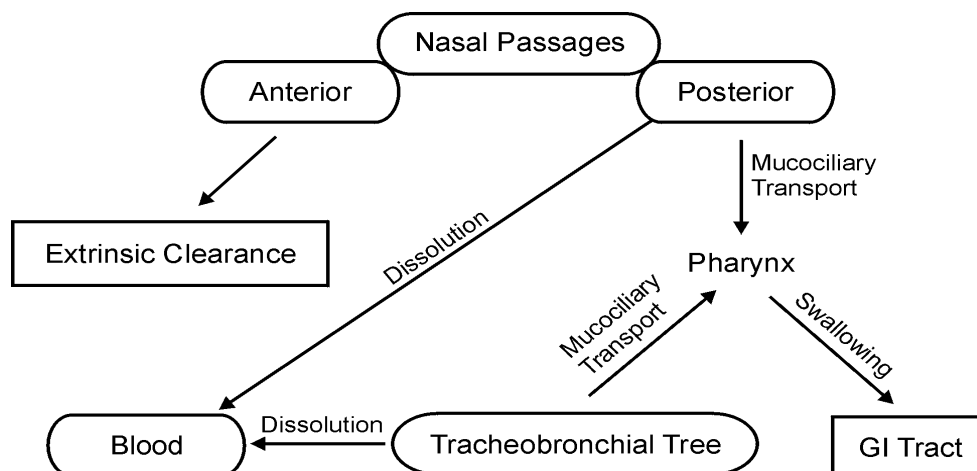 Nasal Passages
Anterior
Posterior
Mucociliary
Transport
Extrinsic Clearance
Dissolution
Pharynx
Mucociliary
Transport
Swallowing
Blood
Dissolution
Tracheobronchial Tree
GI Tract